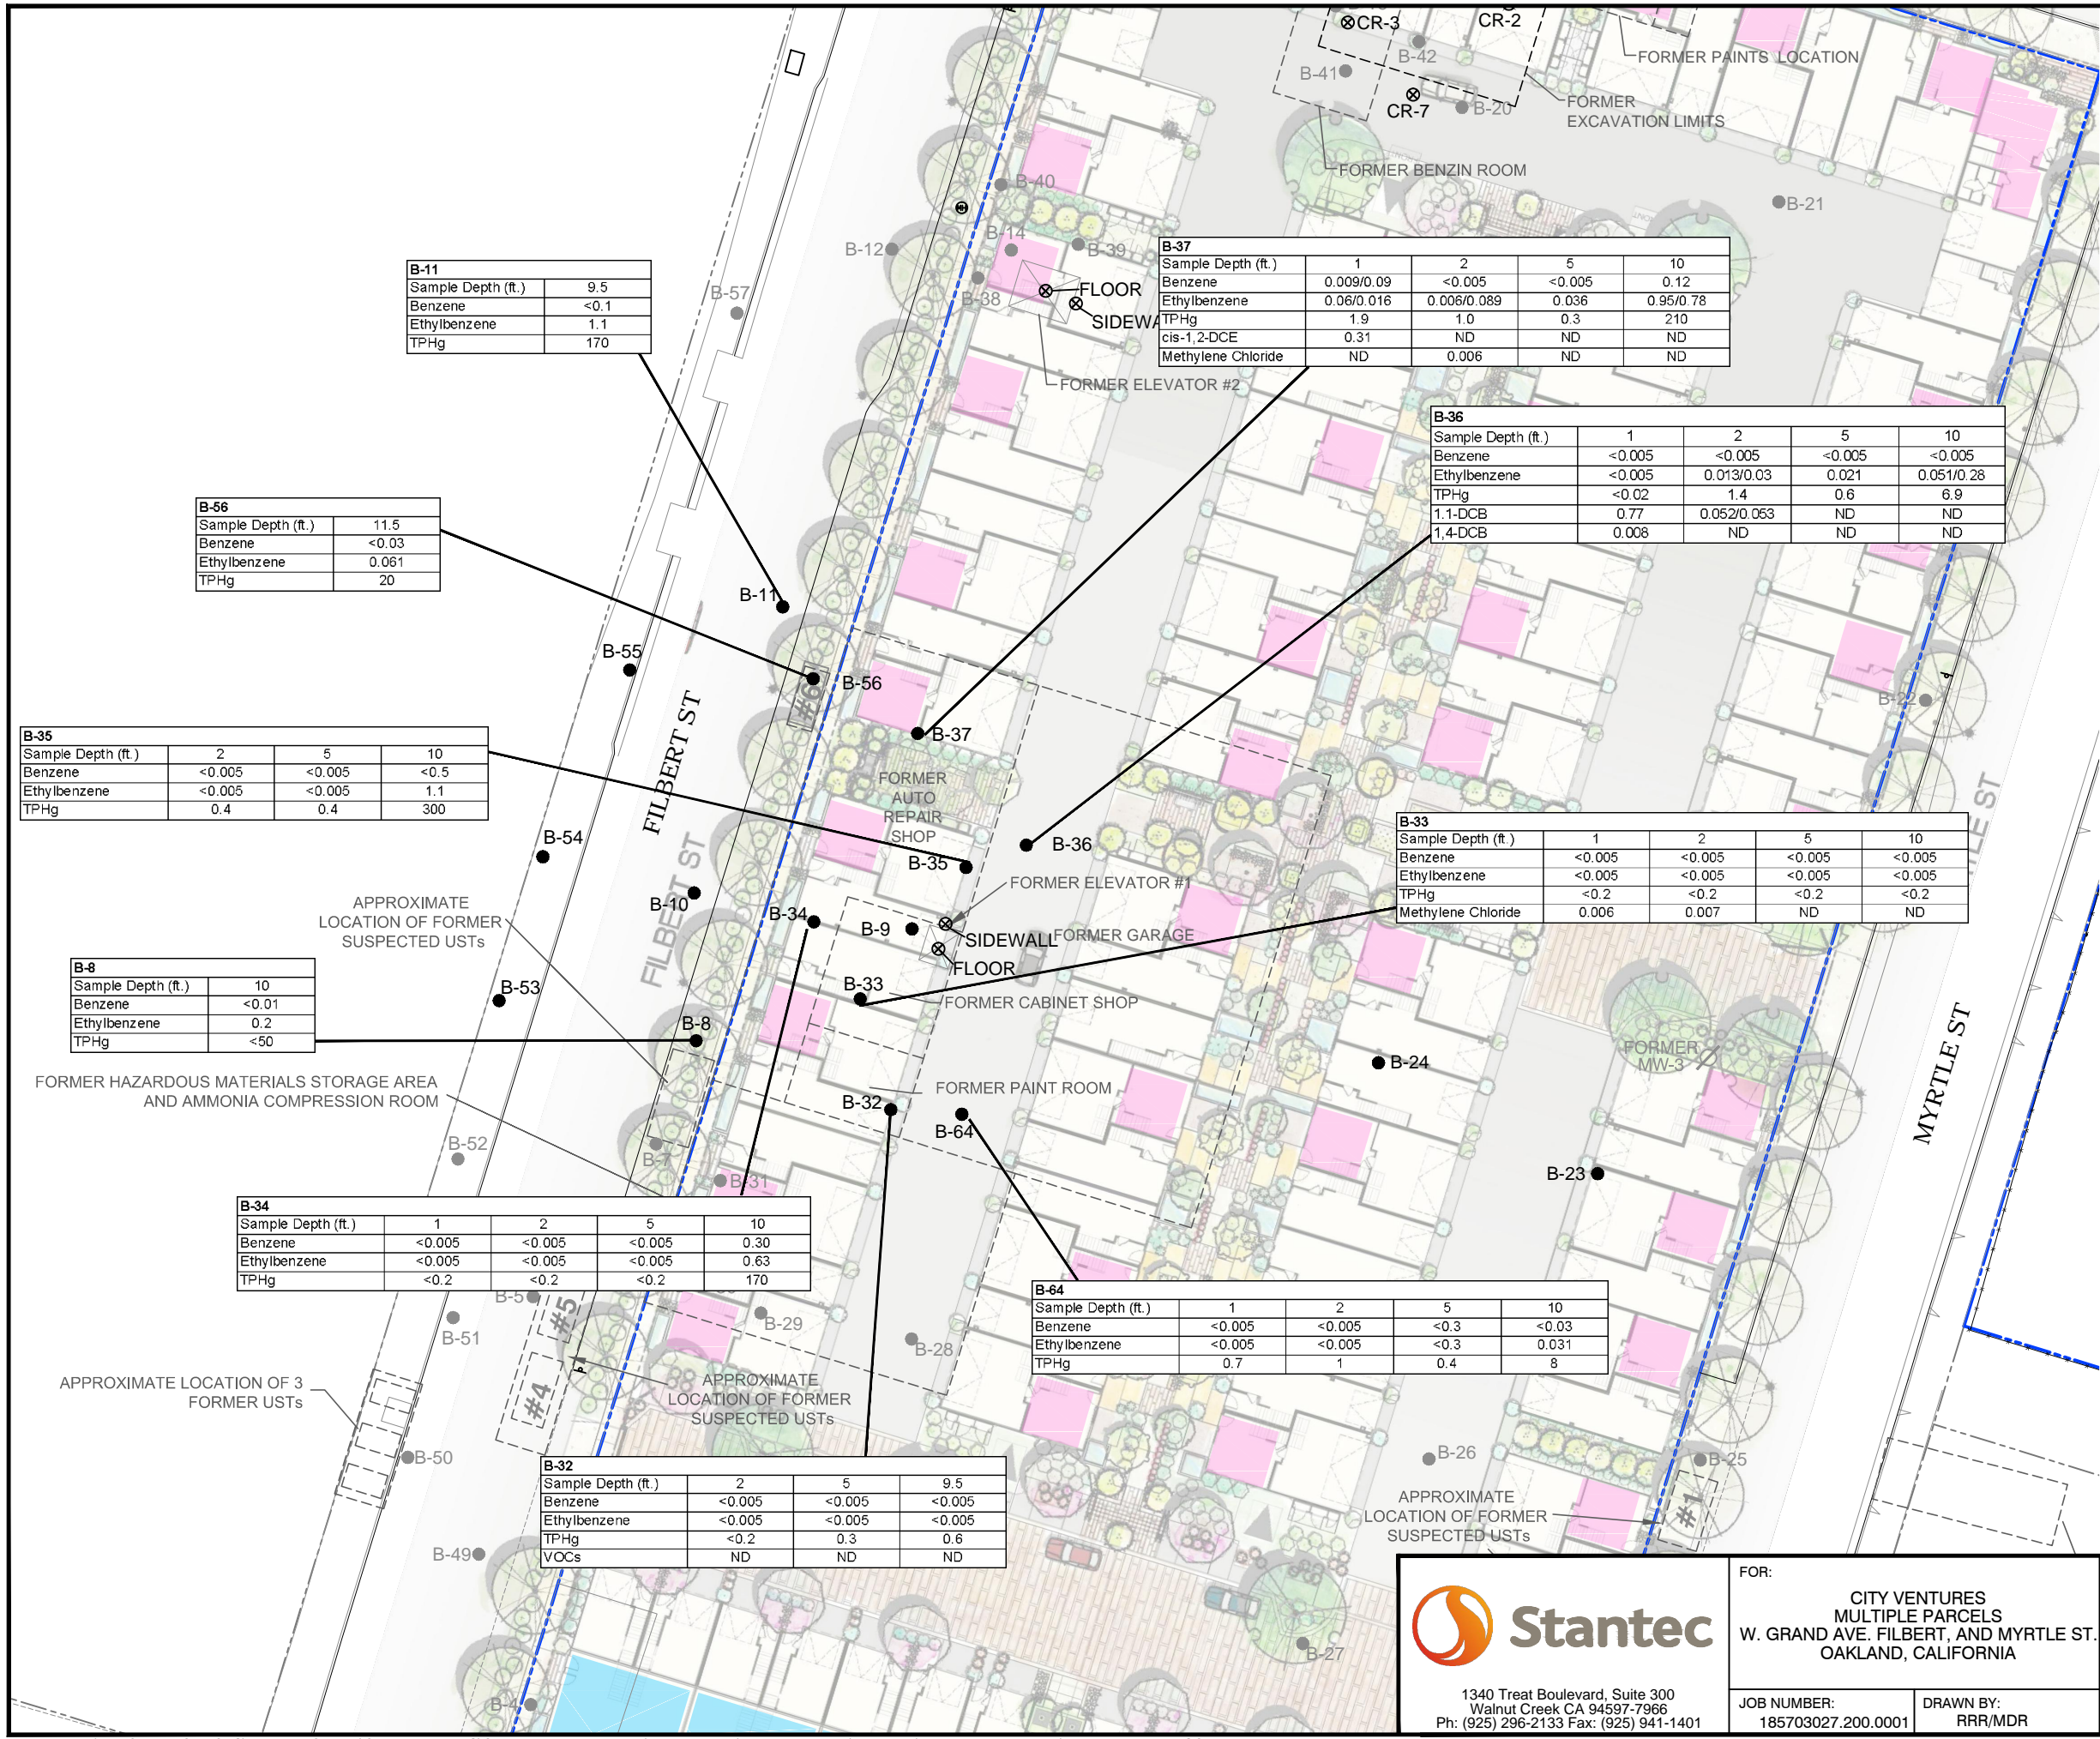 CR-3
CR-2
B-42
B-41
FORMER PAINTS LOCATION
CR-7
B-20
FORMER
EXCAVATION LIMITS
FORMER BENZIN ROOM
B-40
B-21
B-12
B-14
B-39
B-38
FLOOR
SIDEWA
FORMER ELEVATOR #2
B-57
B-11
Sample Depth (ft.) 9.5
Benzene <0.1
Ethylbenzene 1.1
TPHg 170
B-37
Sample Depth (ft.) 1 2 5 10
Benzene 0.009/0.09 <0.005 <0.005 0.12
Ethylbenzene 0.06/0.016 0.006/0.089 0.036 0.95/0.78
TPHg 1.9 1.0 0.3 210
cis-1,2-DCE 0.31 ND ND ND
Methylene Chloride ND 0.006 ND ND
B-36
Sample Depth (ft.) 1 2 5 10
Benzene <0.005 <0.005 <0.005 <0.005
Ethylbenzene <0.005 0.013/0.03 0.021 0.051/0.28
TPHg <0.02 1.4 0.6 6.9
1.1-DCB 0.77 0.052/0.053 ND ND
1,4-DCB 0.008 ND ND ND
B-56
Sample Depth (ft.) 11.5
Benzene <0.03
Ethylbenzene 0.061
TPHg 20
B-11
B-55
B-56
#6
B-22
B-37
FILBERT ST
FILBERT ST
FORMER
AUTO
REPAIR
SHOP
B-35
Sample Depth (ft.) 2 5 10
Benzene <0.005 <0.005 <0.5
Ethylbenzene <0.005 <0.005 1.1
TPHg 0.4 0.4 300
B-54
B-35
B-36
FORMER ELEVATOR #1
B-33
Sample Depth (ft.) 1 2 5 10
Benzene <0.005 <0.005 <0.005 <0.005
Ethylbenzene <0.005 <0.005 <0.005 <0.005
TPHg <0.2 <0.2 <0.2 <0.2
Methylene Chloride 0.006 0.007 ND ND
TLE ST
APPROXIMATE
LOCATION OF FORMER
SUSPECTED USTs
B-10
B-34
B-9
SIDEWALL
FORMER GARAGE
FLOOR
B-33
FORMER CABINET SHOP
B-8
Sample Depth (ft.) 10
Benzene <0.01
Ethylbenzene 0.2
TPHg <50
B-53
B-8
FORMER HAZARDOUS MATERIALS STORAGE AREA
AND AMMONIA COMPRESSION ROOM
FORMER PAINT ROOM
B-32
B-64
B-24
FORMER
MW-3
MYRTLE ST
B-52
B-7
B-31
B-23
B-34
Sample Depth (ft.) 1 2 5 10
Benzene <0.005 <0.005 <0.005 0.30
Ethylbenzene <0.005 <0.005 <0.005 0.63
TPHg <0.2 <0.2 <0.2 170
B-5
#5
B-51
B-29
B-28
B-64
Sample Depth (ft.) 1 2 5 10
Benzene <0.005 <0.005 <0.3 <0.03
Ethylbenzene <0.005 <0.005 <0.3 0.031
TPHg 0.7 1 0.4 8
APPROXIMATE LOCATION OF 3
FORMER USTs
#4
APPROXIMATE
LOCATION OF FORMER
SUSPECTED USTs
B-50
B-26
B-25
B-32
Sample Depth (ft.) 2 5 9.5
Benzene <0.005 <0.005 <0.005
Ethylbenzene <0.005 <0.005 <0.005
TPHg <0.2 0.3 0.6
VOCs ND ND ND
APPROXIMATE
LOCATION OF FORMER
SUSPECTED USTs
#1
B-49
B-27
B-4
Stantec
1340 Treat Boulevard, Suite 300
Walnut Creek CA 94597-7966
Ph: (925) 296-2133 Fax: (925) 941-1401
FOR:
CITY VENTURES
MULTIPLE PARCELS
W. GRAND AVE. FILBERT, AND MYRTLE ST.
OAKLAND, CALIFORNIA
JOB NUMBER:
185703027.200.0001
DRAWN BY:
RRR/MDR